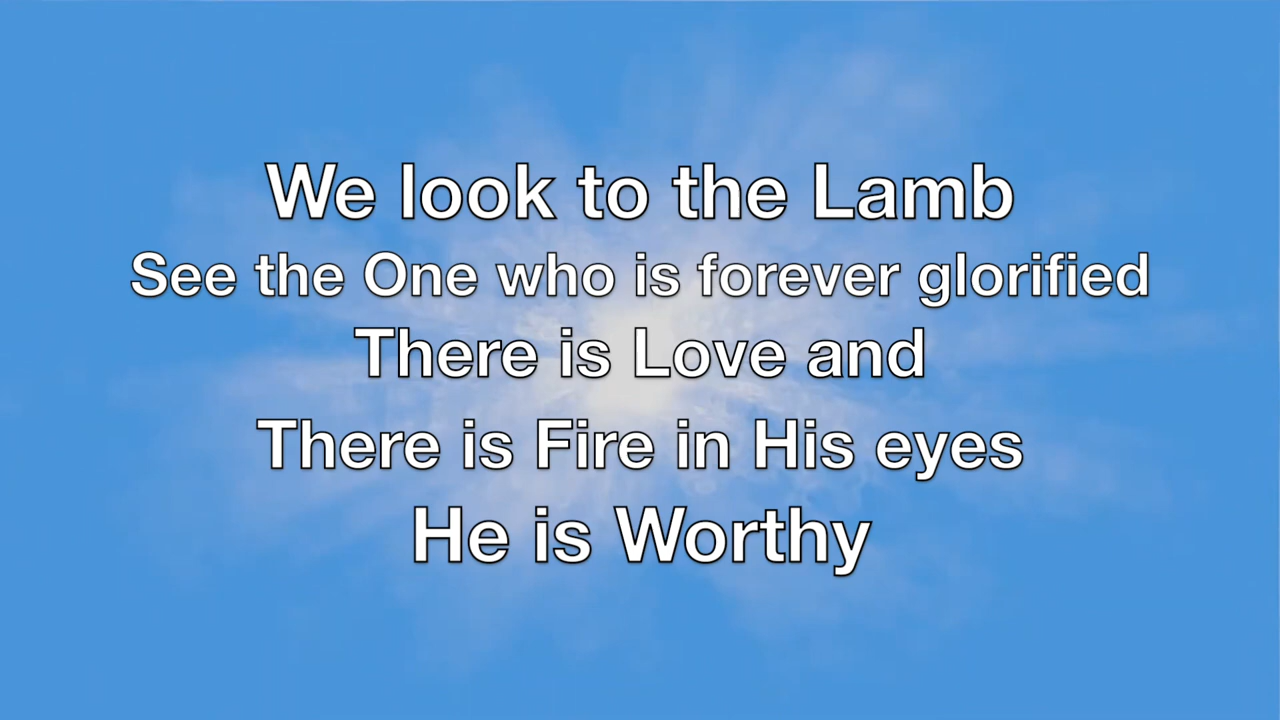 We look to the Lamb
See the One who is forever glorified
There is Love and
There is Fire in His eyes
He is Worthy